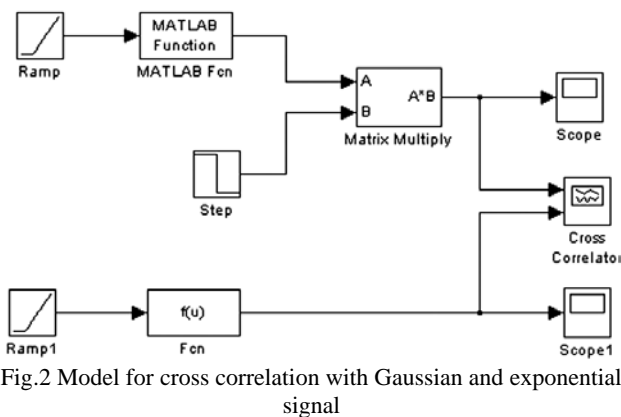 MATLAB
Function
Ramp
MATLAB Fcn
A
B
A*B
Matrix Multiply
Scope
Step
Cross
Correlator
Ramp1
f(u)
Fcn
Scope1
Fig.2 Model for cross correlation with Gaussian and exponential
signal